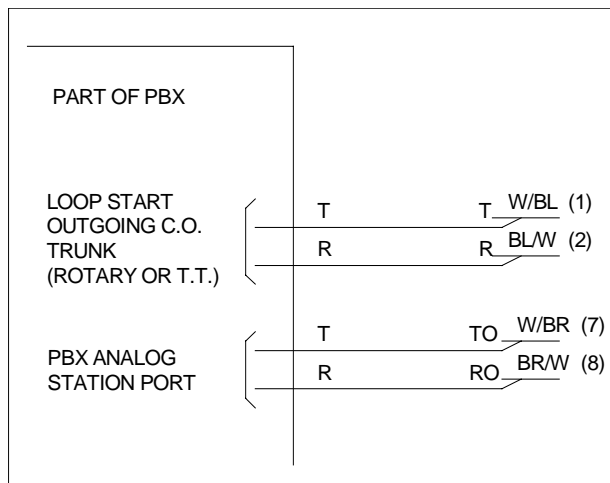 PART OF PBX
LOOP START
OUTGOING C.O.
TRUNK
(ROTARY OR T.T.)
T T W/BL (1)
R R BL/W (2)
PBX ANALOG
STATION PORT
T TO W/BR (7)
R RO BR/W (8)